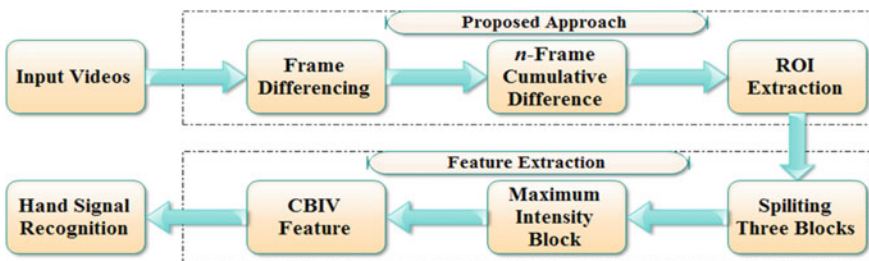 Proposed Approach
Input Videos
Frame
Differencing
n-Frame
Cumulative
Difference
ROI
Extraction
Feature Extraction
Hand Signal
Recognition
CBIV
Feature
Maximum
Intensity
Block
Spiliting
Three Blocks